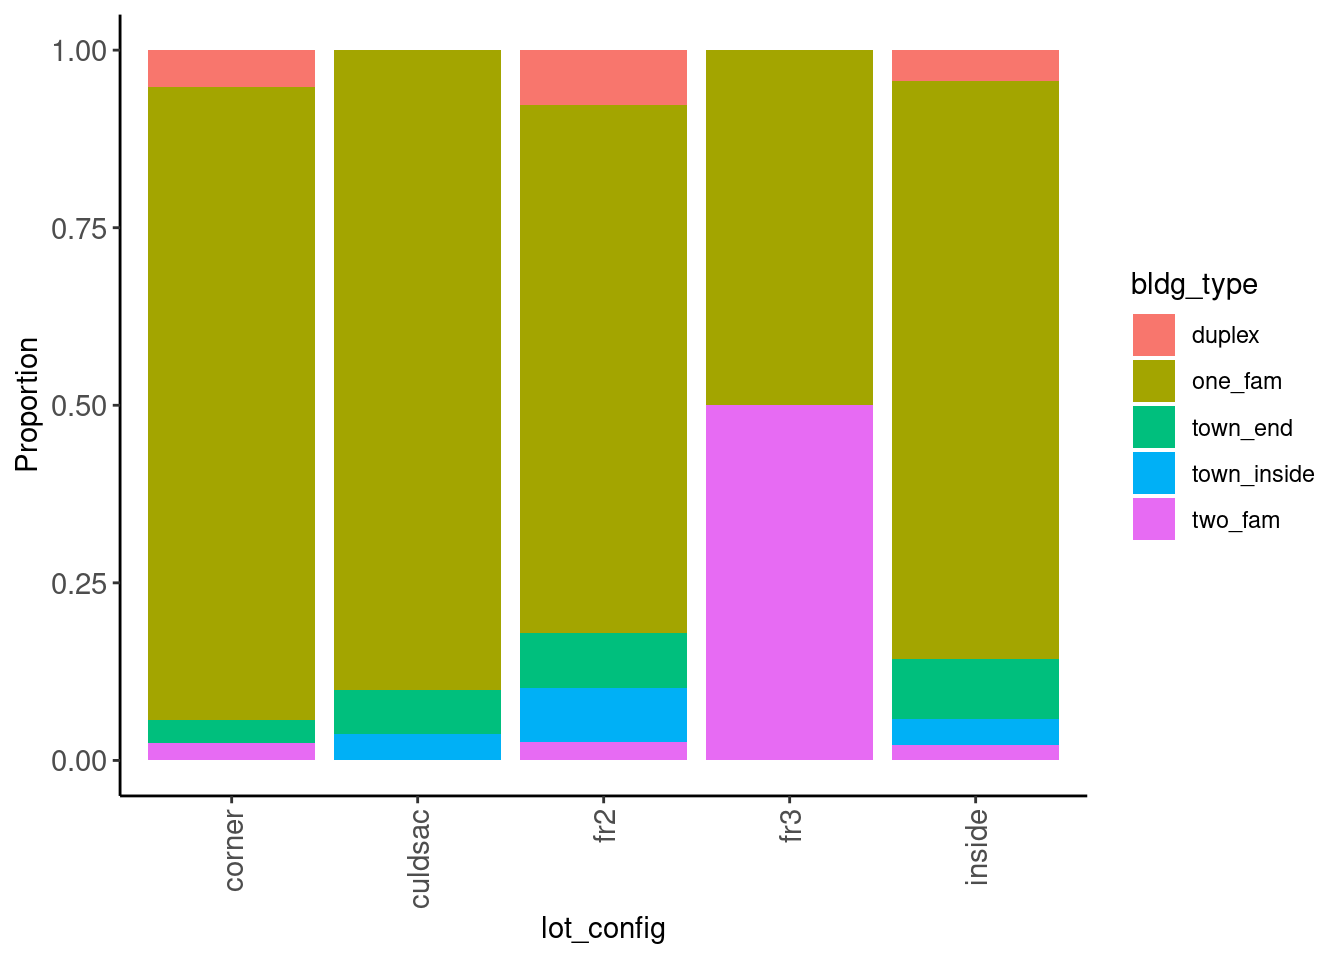 1.00
0.75
0.50
0.25
0.00
Proportion
corner
culdsac
fr2
fr3
inside
lot_config
bldg_type
duplex
one_fam
town_end
town_inside
two_fam